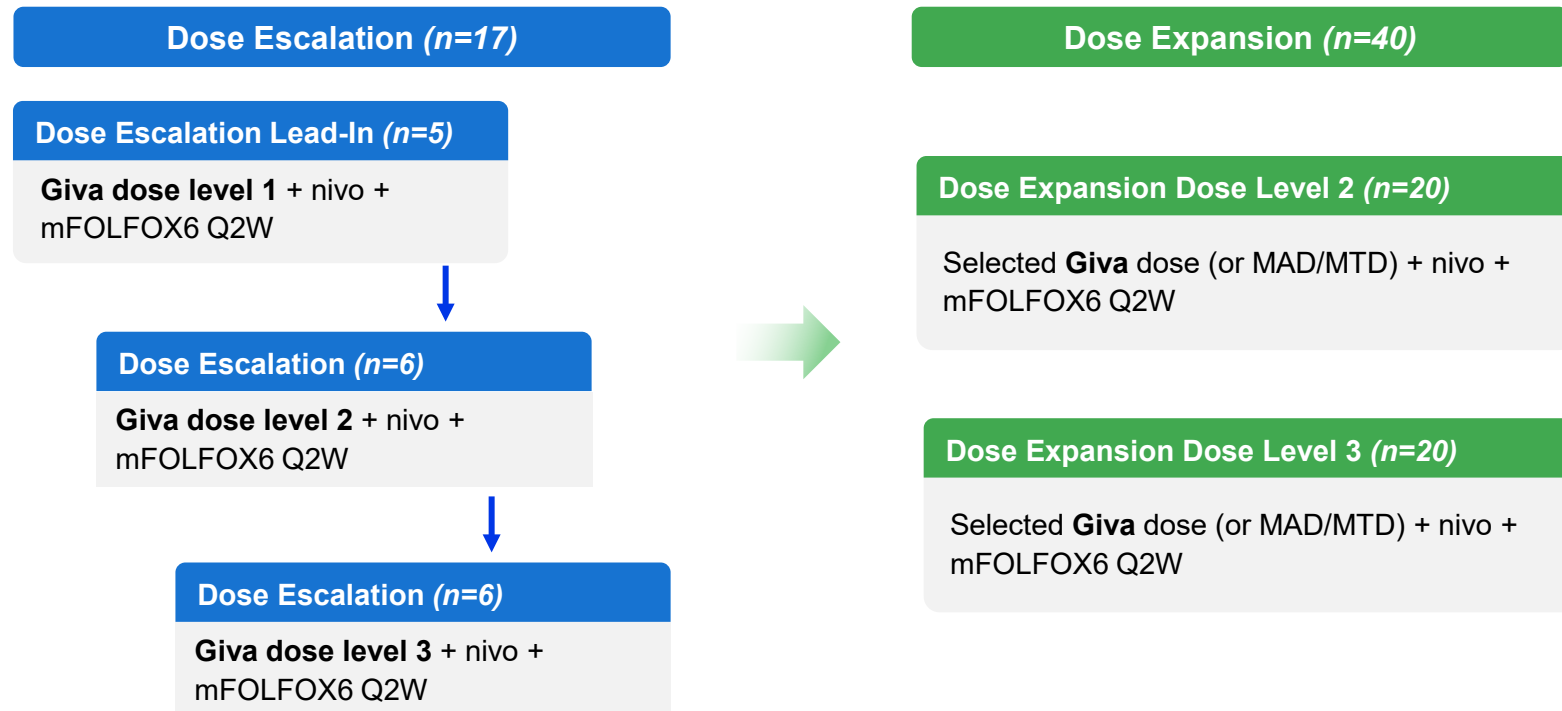 Dose Escalation (n=17)
Dose Escalation Lead-In (n=5)
Giva dose level 1 + nivo +
mFOLFOX6 Q2W
Dose Escalation (n=6)
Giva dose level 2 + nivo +
mFOLFOX6 Q2W
Dose Escalation (n=6)
Giva dose level 3 + nivo +
mFOLFOX6 Q2W
Dose Expansion (n=40)
Dose Expansion Dose Level 2 (n=20)
Selected Giva dose (or MAD/MTD) + nivo +
mFOLFOX6 Q2W
Dose Expansion Dose Level 3 (n=20)
Selected Giva dose (or MAD/MTD) + nivo +
mFOLFOX6 Q2W